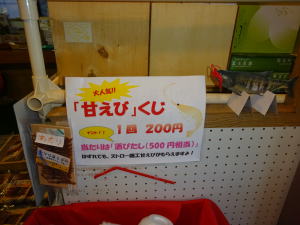 大人気!!
「甘えび」くじ
1回 200円
当たりは「酒びたし(500円相当)」
はずれても、ストロー細工甘えびがもらえますよ!